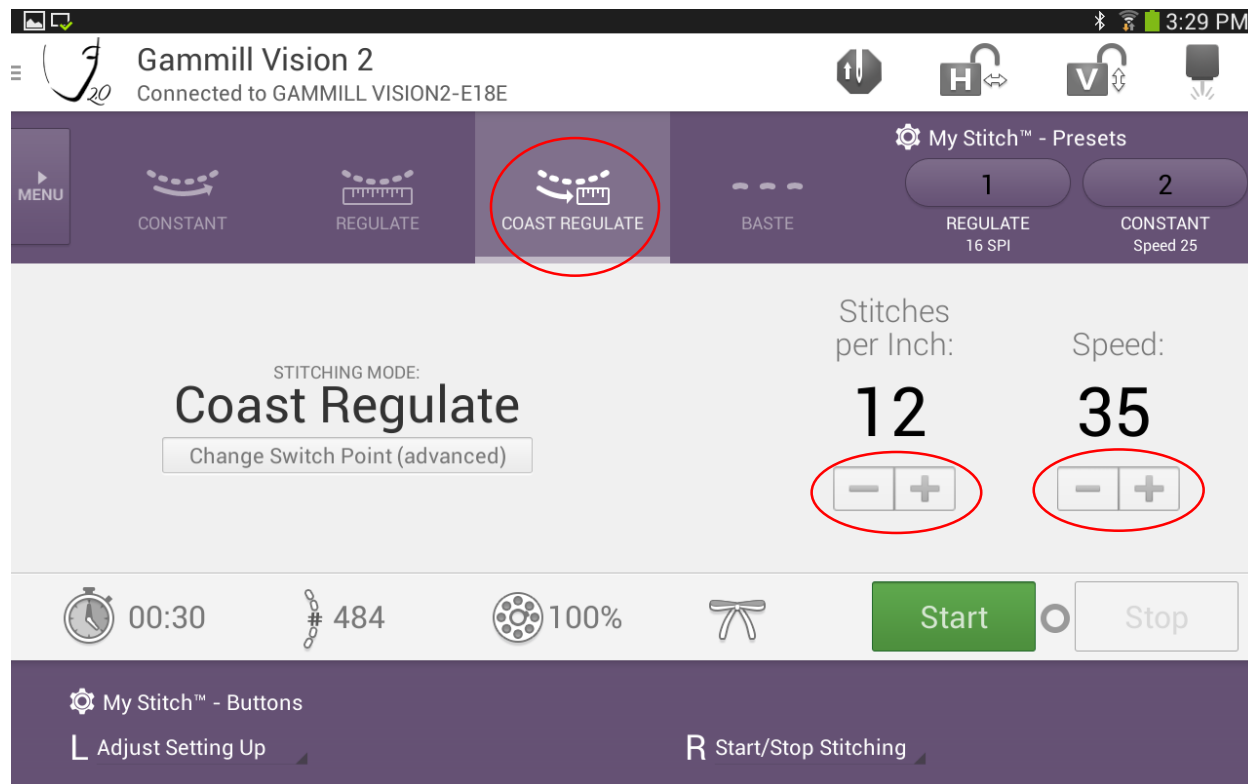 3:29 PM
Gammill Vision 2
Connected to GAMMILL VISION2-E18E
20
H
V
My Stitch™ - Presets
MENU
CONSTANT
REGULATE
COAST REGULATE
BASTE
1
2
REGULATE
CONSTANT
16 SPI
Speed 25
Stitches
per Inch:
Speed:
STITCHING MODE:
Coast Regulate
12
35
Change Switch Point (advanced)
- +
- +
00:30
# 484
100%
Start
Stop
My Stitch™ - Buttons
L Adjust Setting Up
R Start/Stop Stitching